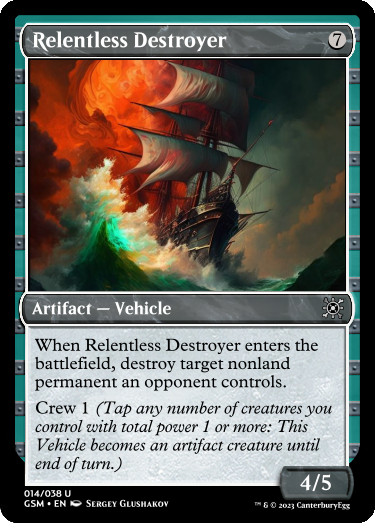 Relentless Destroyer 7
Artifact — Vehicle
When Relentless Destroyer enters the
battlefield, destroy target nonland
permanent an opponent controls.
Crew 1 (Tap any number of creatures you
control with total power 1 or more: This
Vehicle becomes an artifact creature until
end of turn.)
4/5
014/038 U
GSM • EN Sergey Glushakov
™ & © 2023 CanterburyEgg